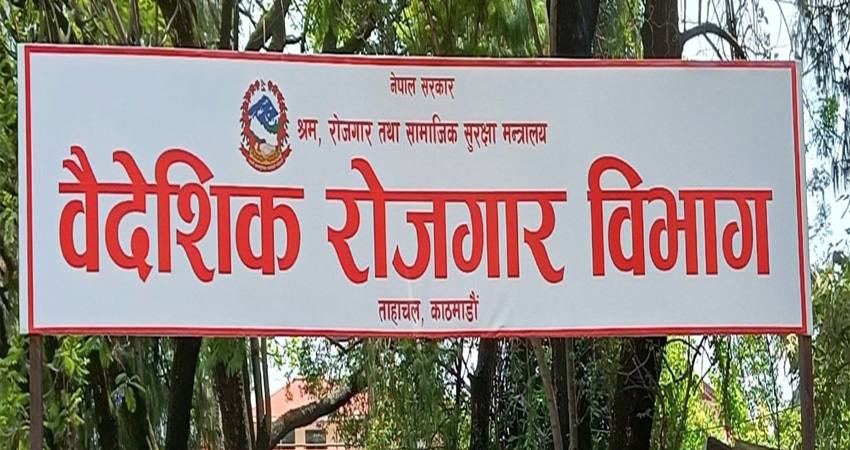 नेपाल सरकार
श्रम, रोजगार तथा सामाजिक सुरक्षा मन्त्रालय
वैदेशिक रोजगार विभाग
ताहाचल, काठमाडौं